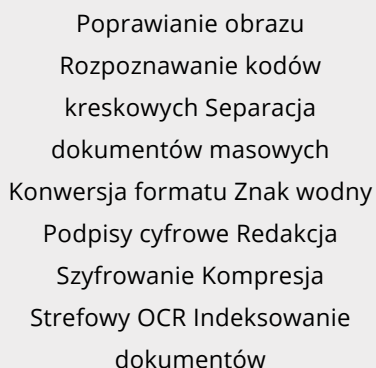 Poprawianie obrazu
Rozpoznawanie kodów
kreskowych Separacja
dokumentów masowych
Konwersja formatu Znak wodny
Podpisy cyfrowe Redakcja
Szyfrowanie Kompresja
Strefowy OCR Indeksowanie
dokumentów